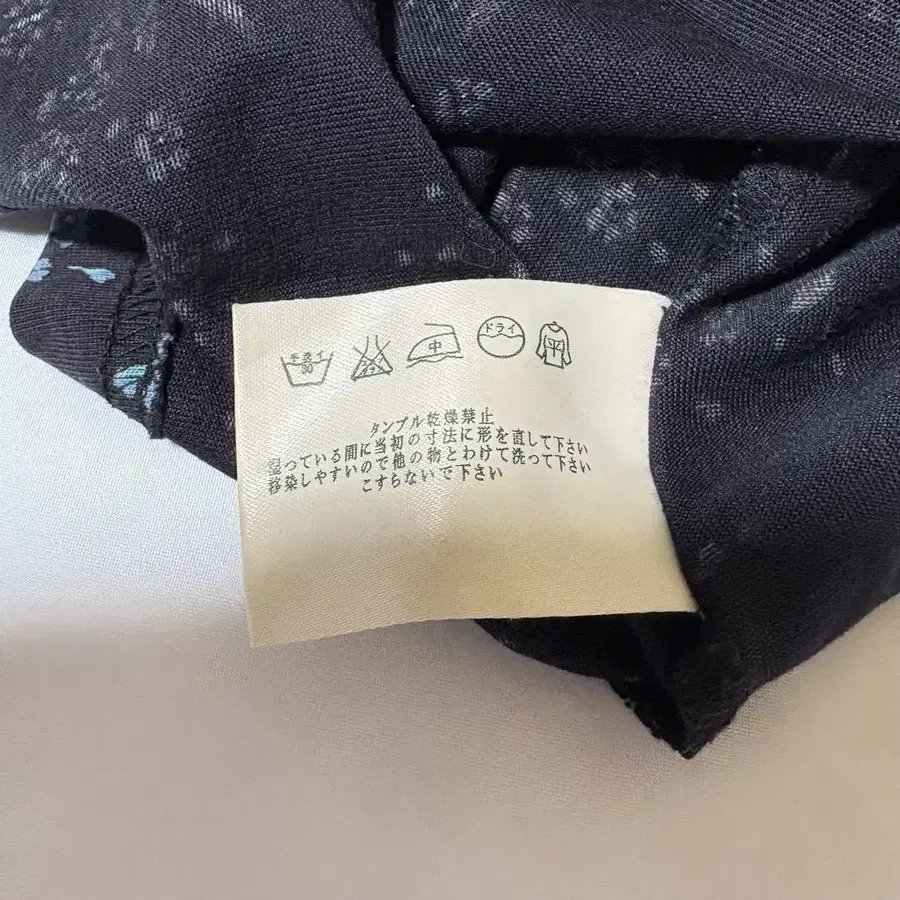 手洗イ 30 中 ドライ 平
タンブル乾燥禁止
湿っている間に当初の寸法に形を直して下さい
移染しやすいので他の物とわけて洗って下さい
こすらないで下さい